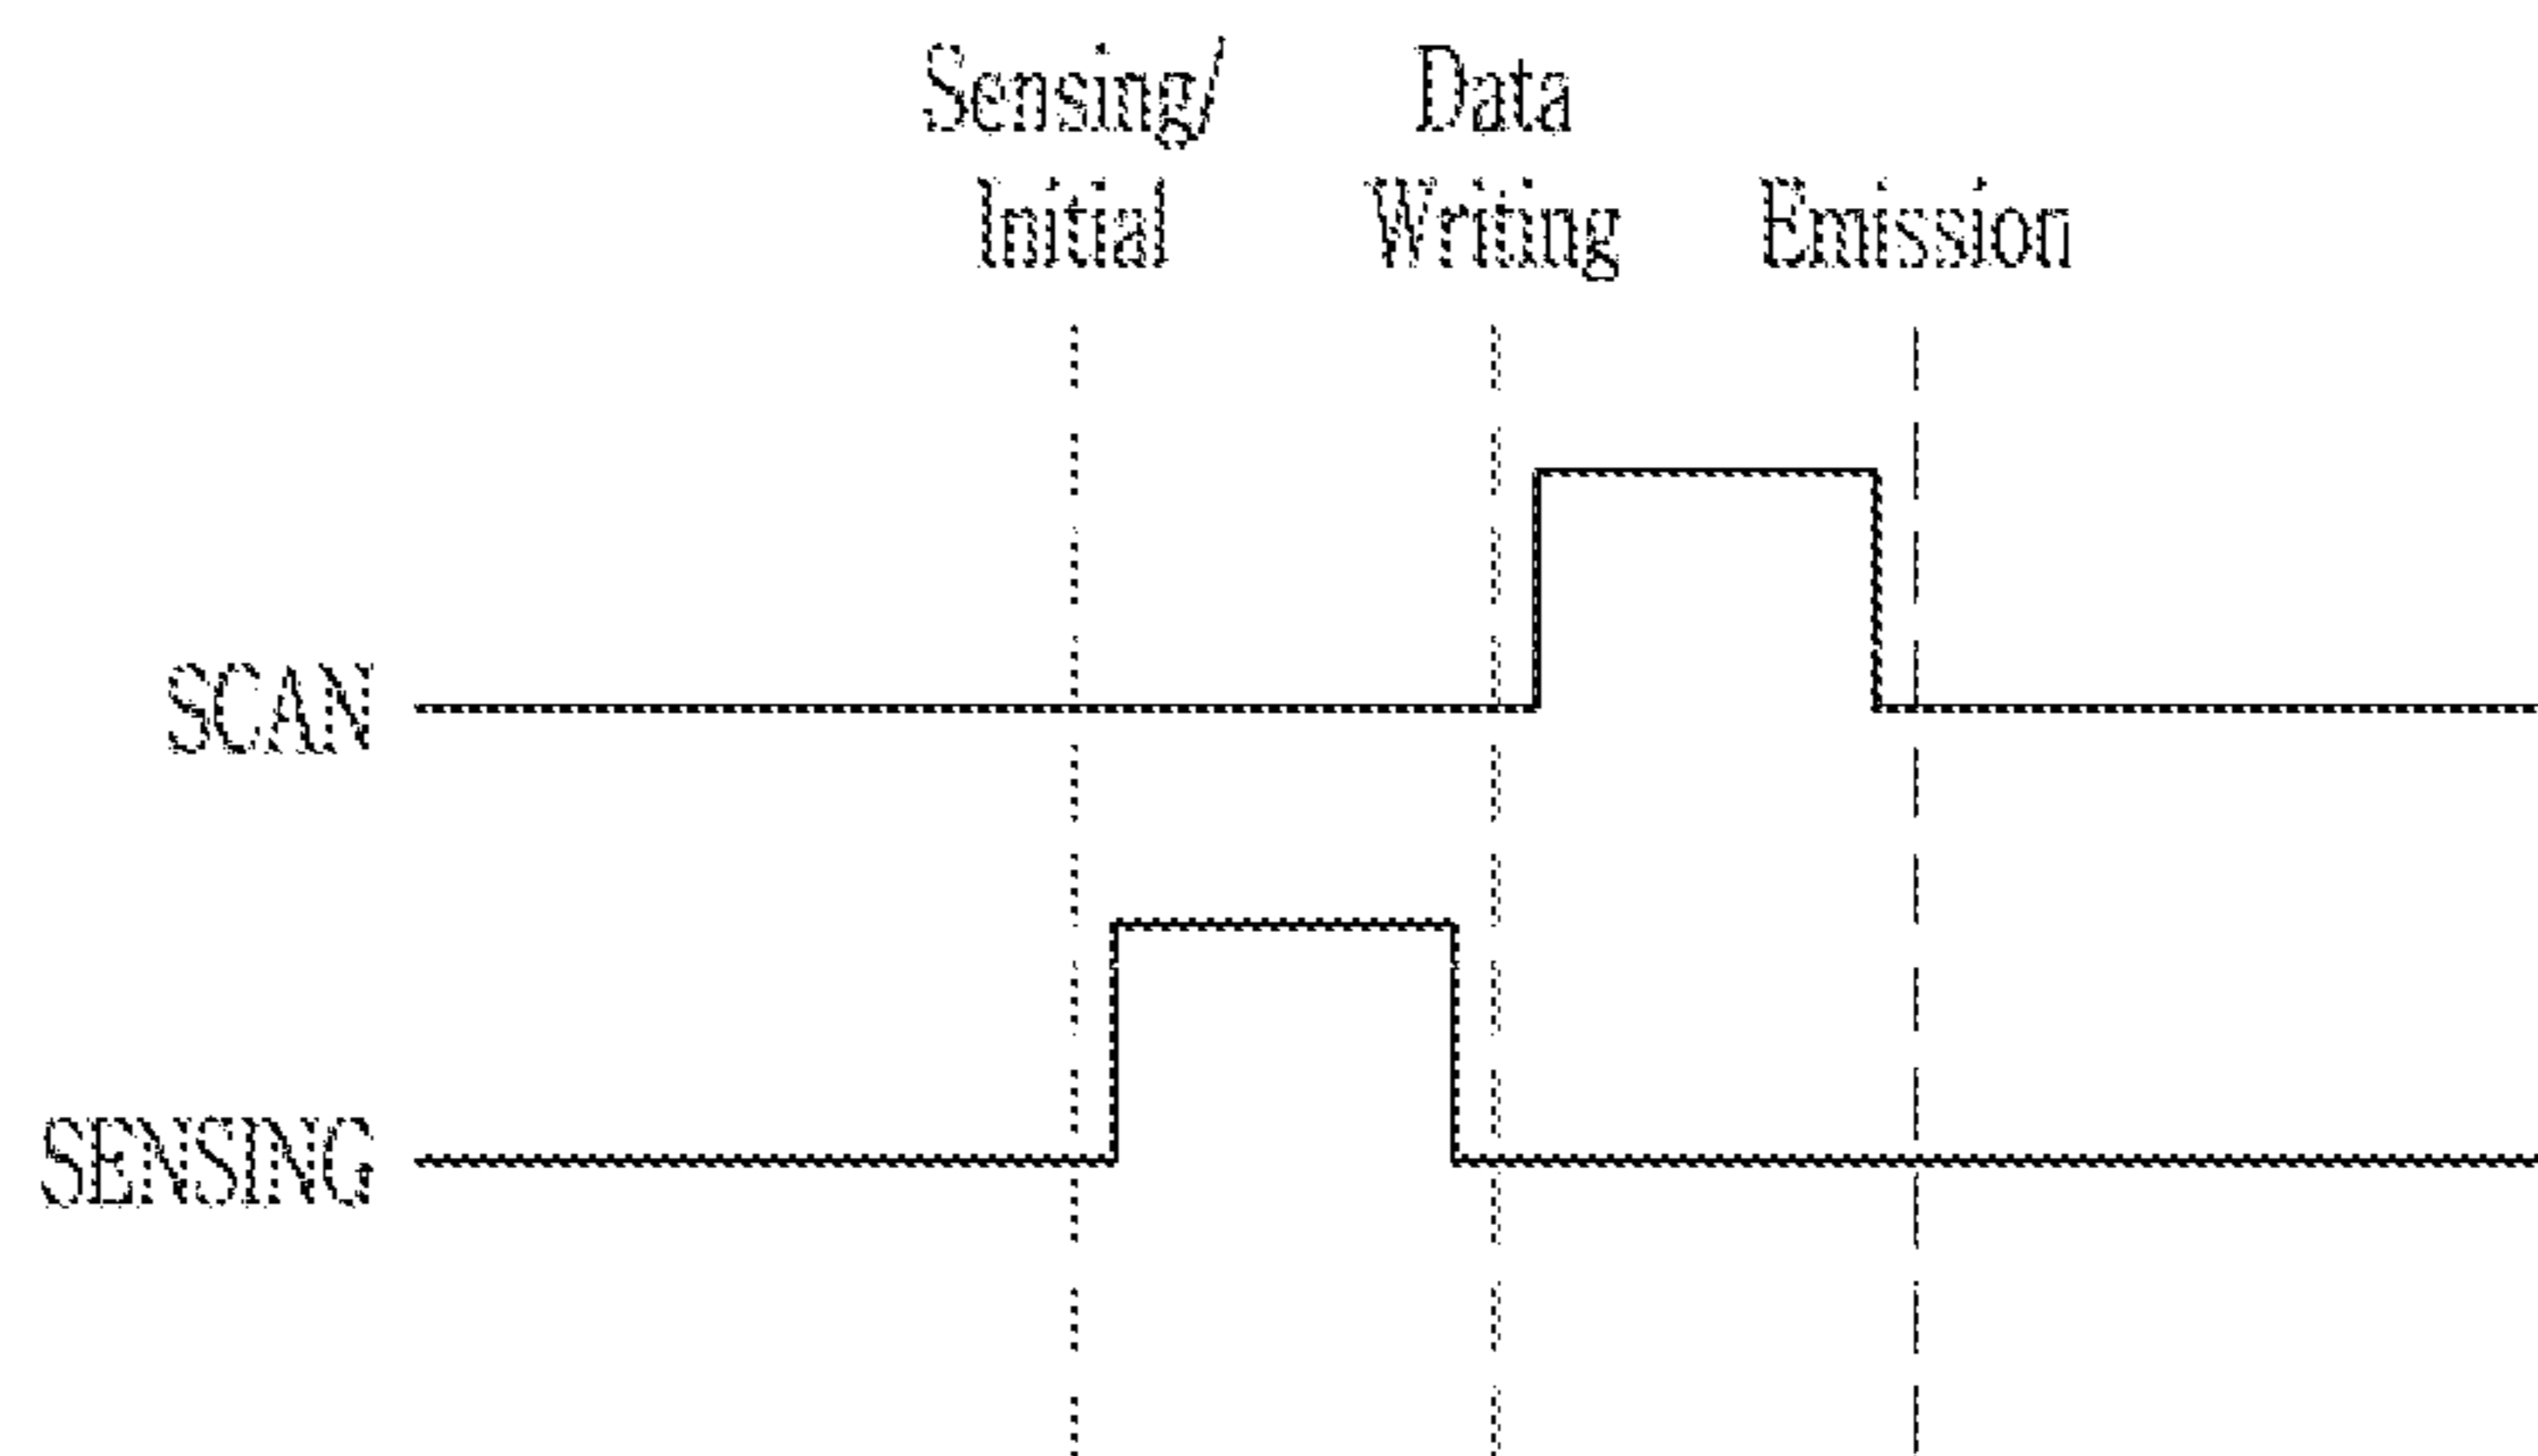 Sensing/
Initial
Data
Writing
Emission
SCAN
SENSING